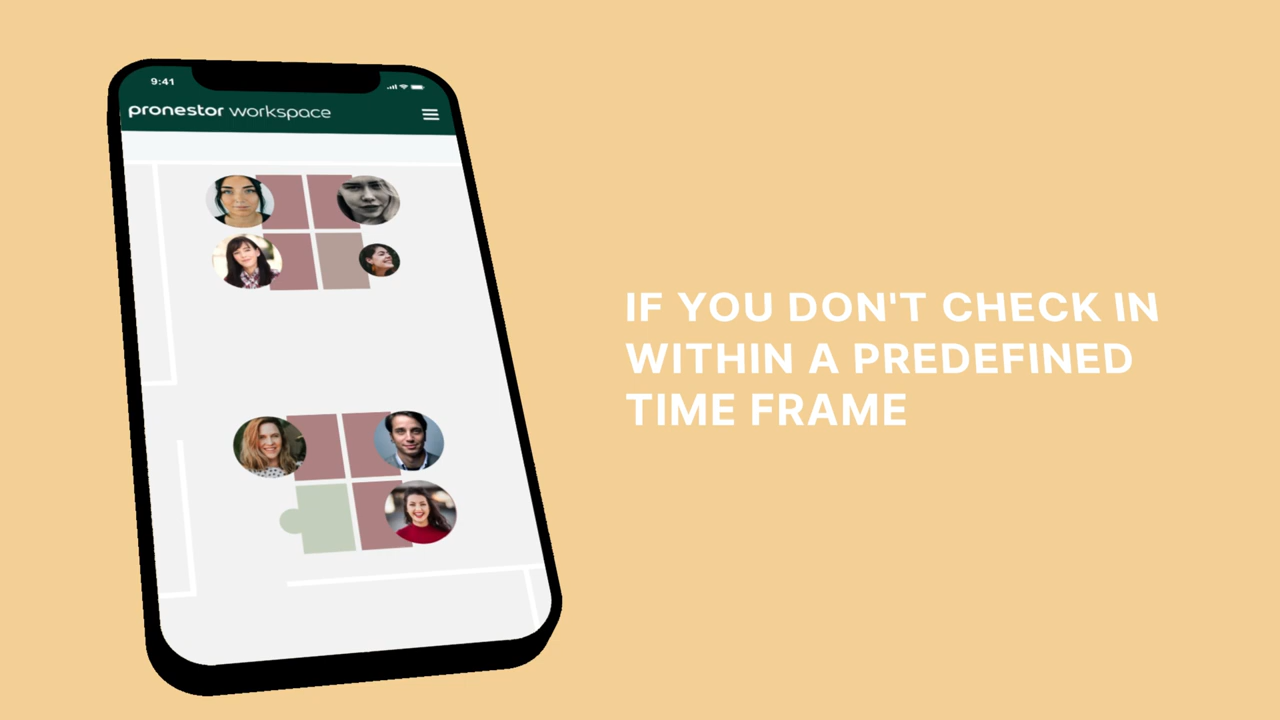 9:41
pronestor workspace
IF YOU DON'T CHECK IN
WITHIN A PREDEFINED
TIME FRAME